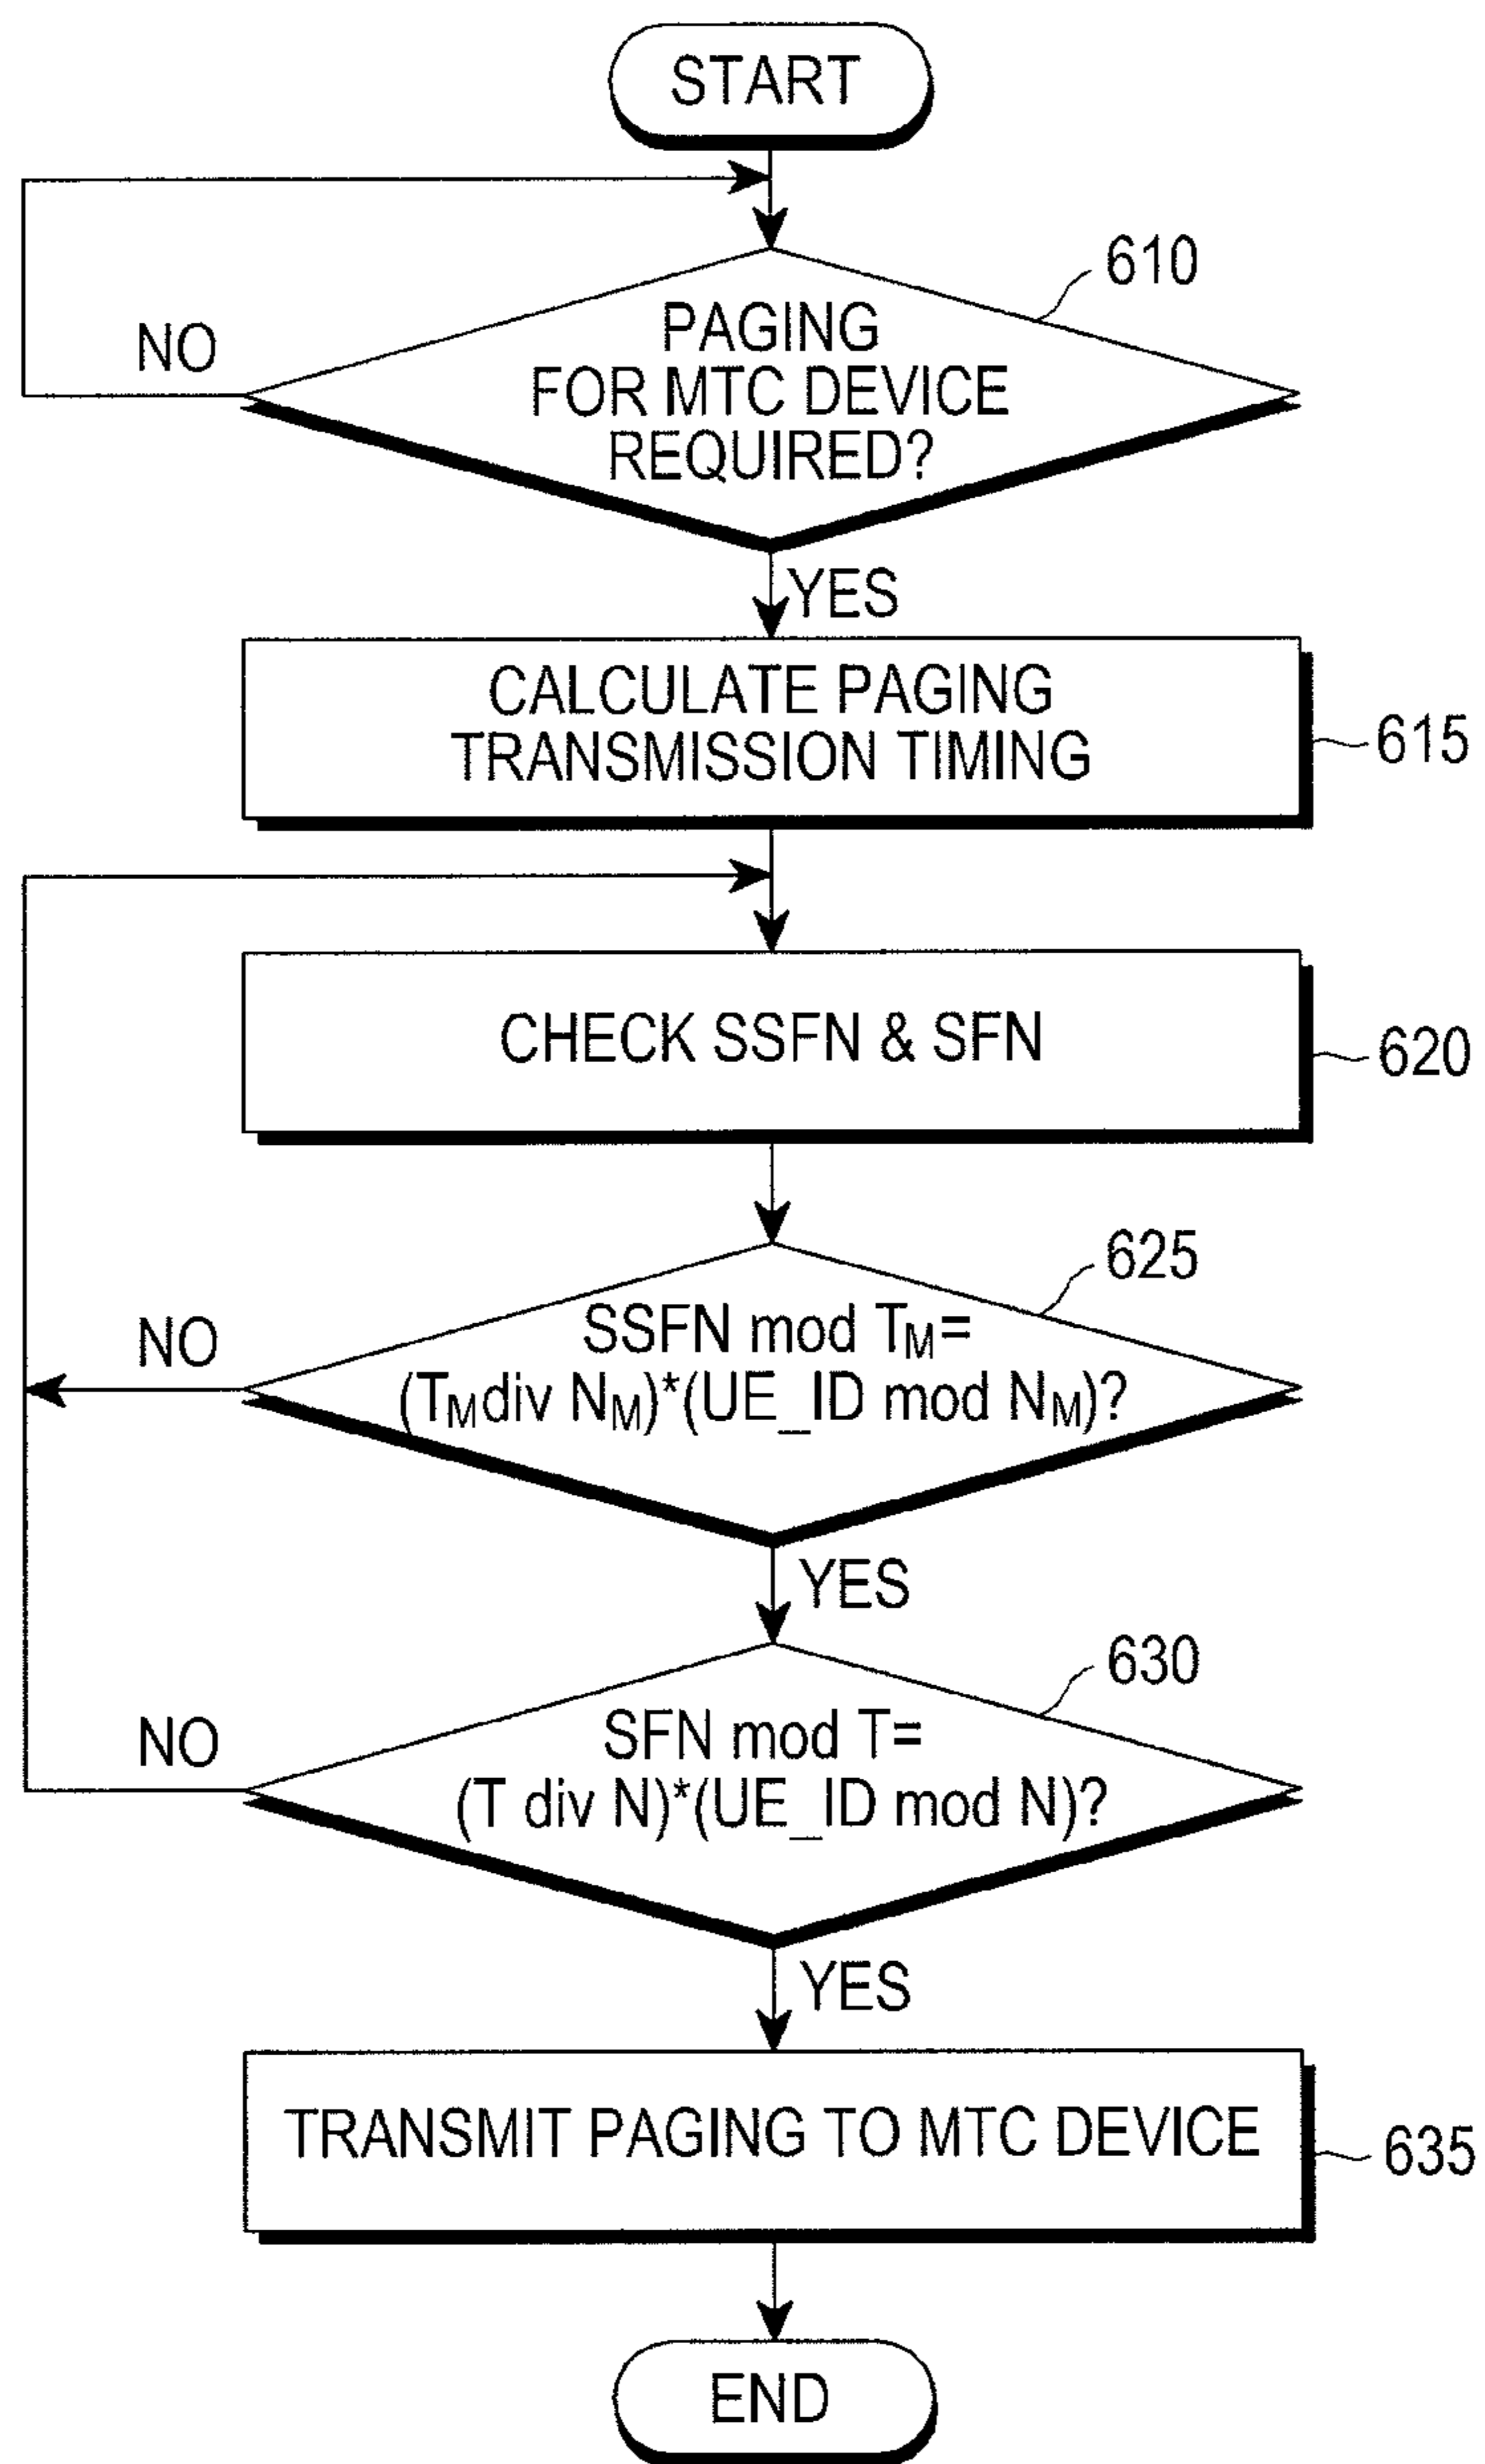 START
610
PAGING
FOR MTC DEVICE
REQUIRED?
NO
YES
CALCULATE PAGING
TRANSMISSION TIMING
615
CHECK SSFN & SFN
620
625
SSFN mod TM=
(TM div NM)*(UE_ID mod NM)?
NO
YES
630
SFN mod T=
(T div N)*(UE_ID mod N)?
NO
YES
TRANSMIT PAGING TO MTC DEVICE
635
END